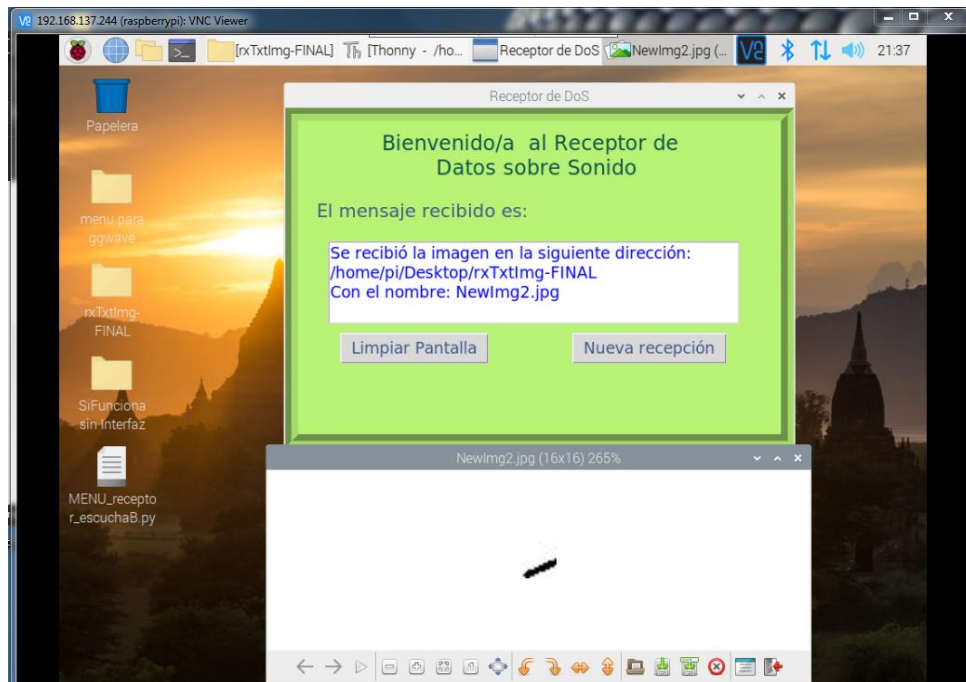 192.168.137.244 (raspberrypi): VNC Viewer
[rxTxtImg-FINAL]
[Thonny - /ho...
Receptor de DoS
NewImg2.jpg (...
21:37
Papelera
menu para
ggwave
rxTxtImg-
FINAL
SiFunciona
sin Interfaz
MENU_recepto
r_escuchaB.py
Receptor de DoS
Bienvenido/a al Receptor de
Datos sobre Sonido
El mensaje recibido es:
Se recibió la imagen en la siguiente dirección:
/home/pi/Desktop/rxTxtImg-FINAL
Con el nombre: NewImg2.jpg
Limpiar Pantalla
Nueva recepción
NewImg2.jpg (16x16) 265%